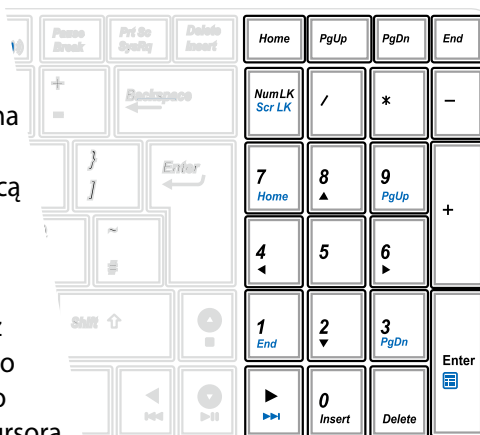 Pause Prt Sc Delete Home PgUp PgDn End
Break SysRq Insert
+ Backspace NumLK / * −
= Scr LK
na
} Enter 7 8 9 +
] Home ▲ PgUp
cą
~ 4 5 6
# ◀ ▶
Shift ⇧ 1 2 3 Enter
End ▼ PgDn
z
o
o
ursora
0
Insert Delete